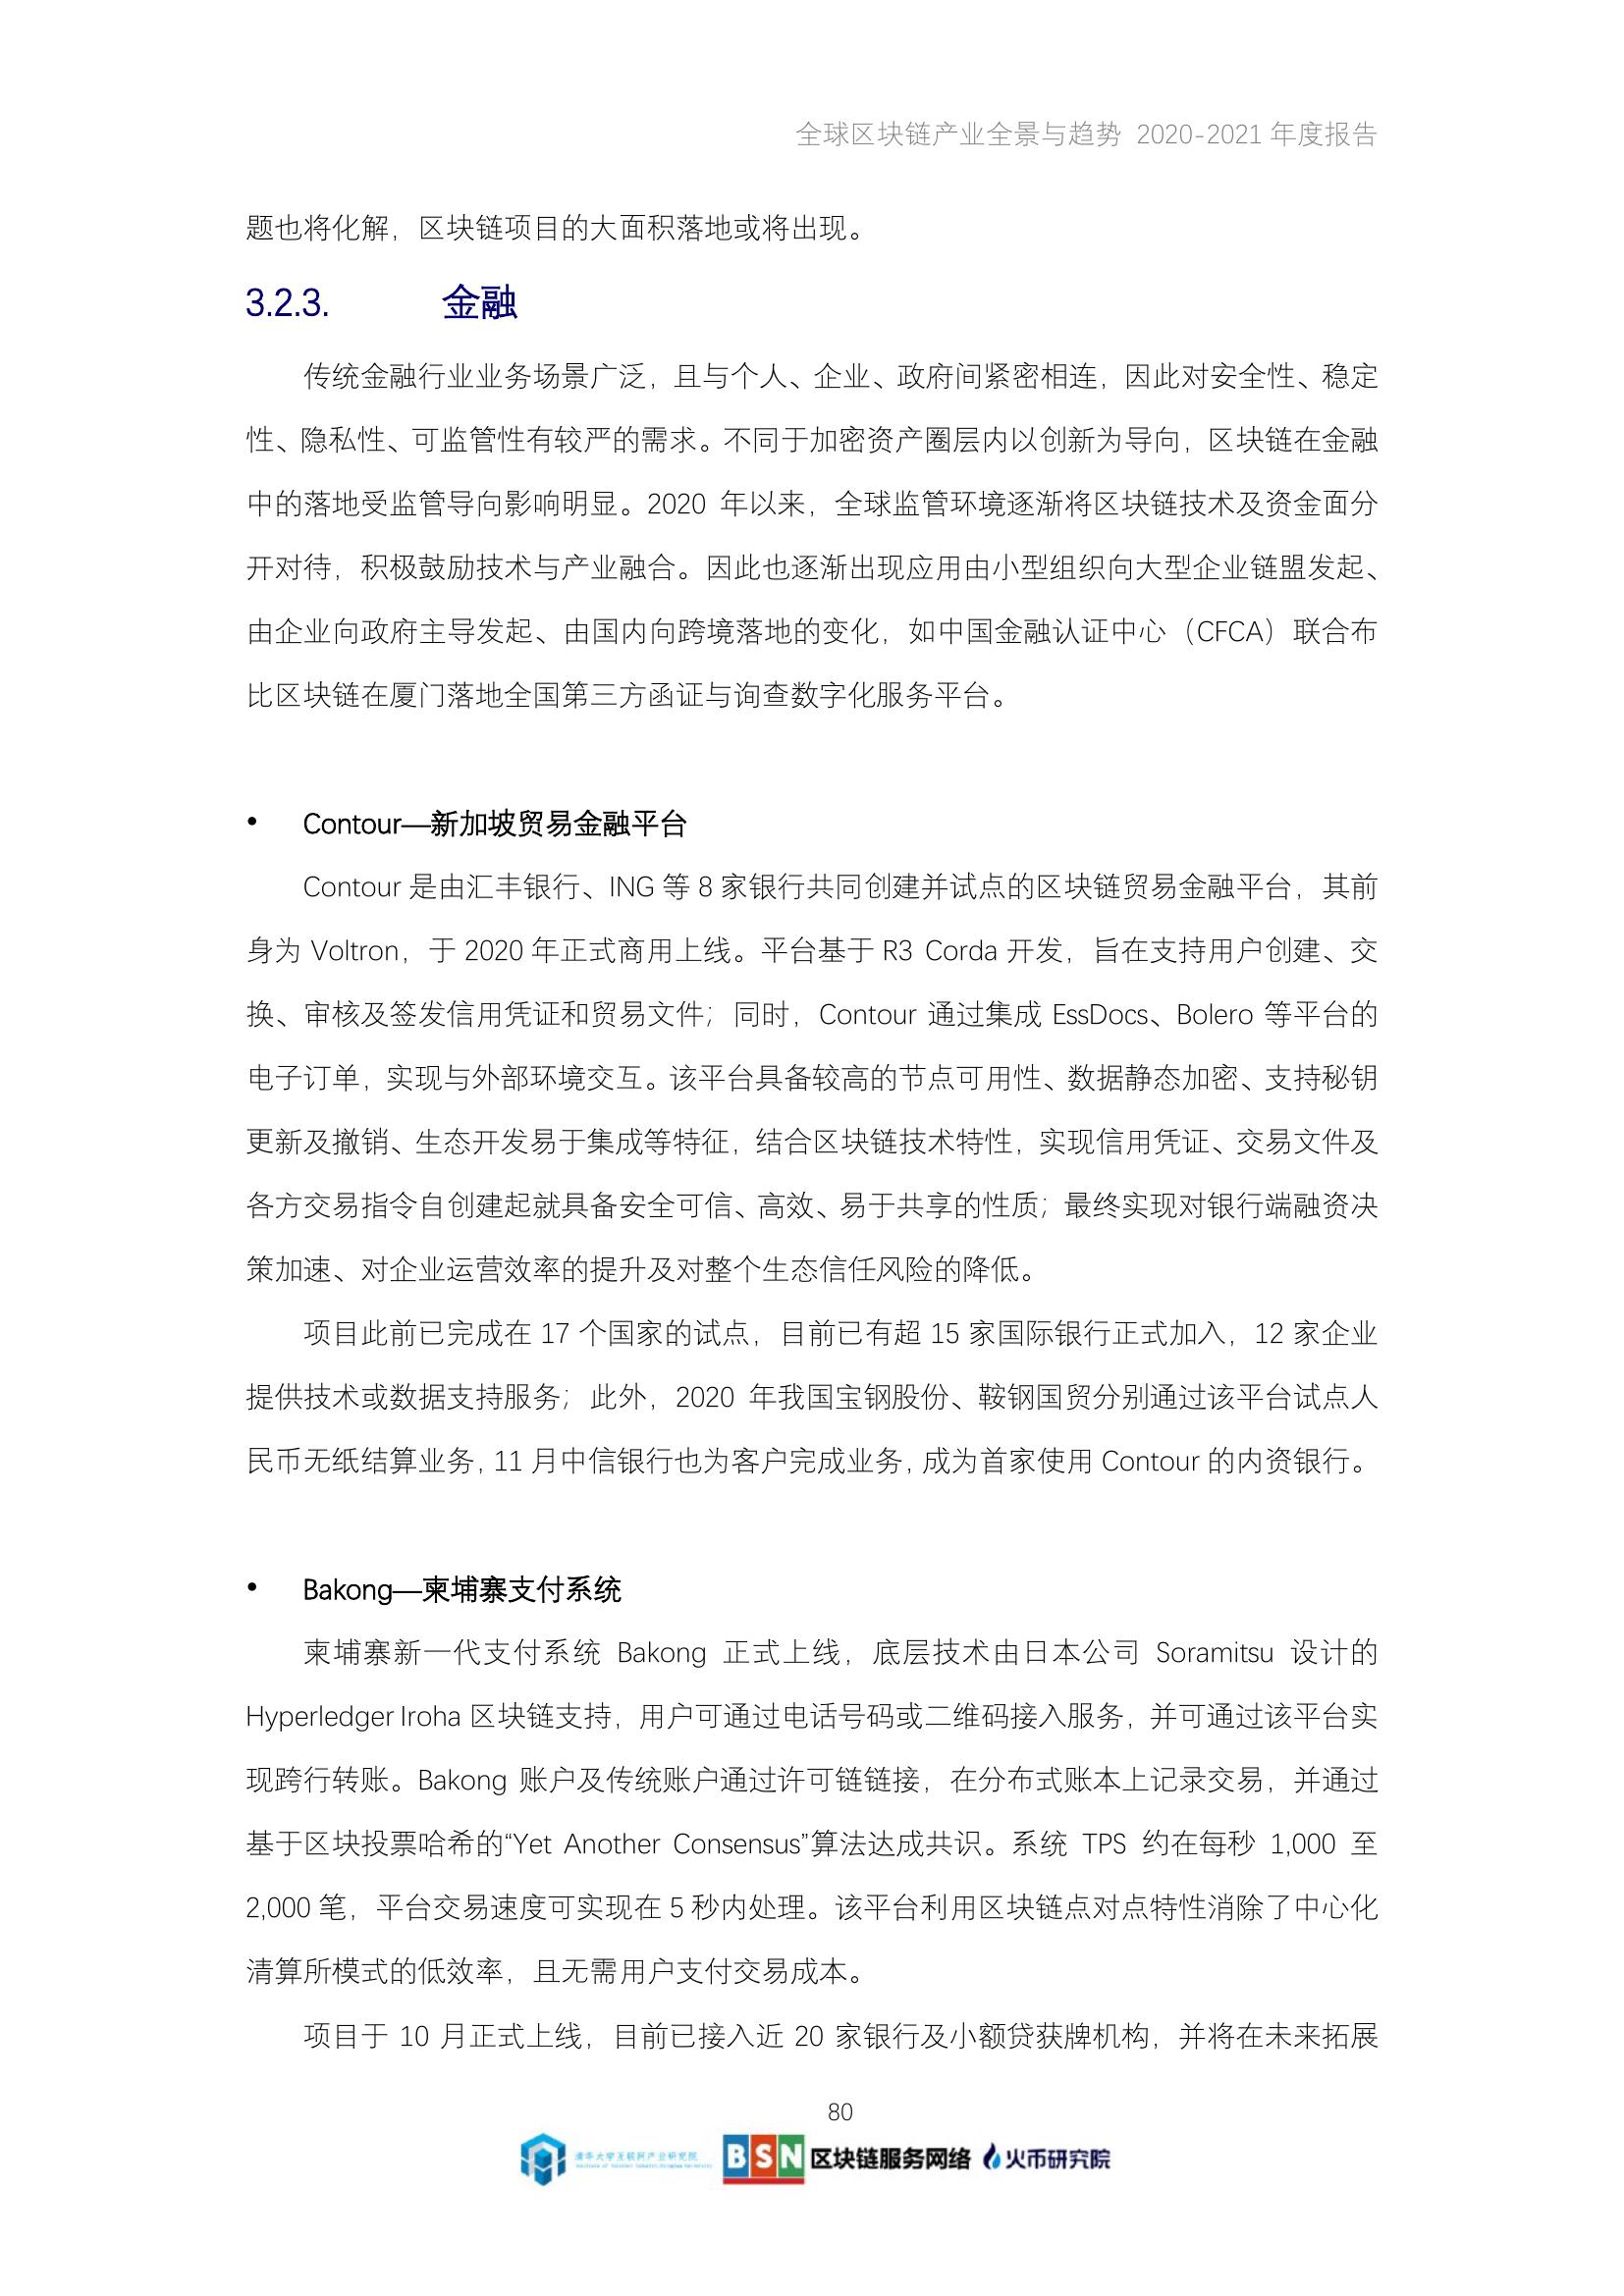 全球区块链产业全景与趋势 2020-2021 年度报告
题也将化解，区块链项目的大面积落地或将出现。
3.2.3. 金融
传统金融行业业务场景广泛，且与个人、企业、政府间紧密相连，因此对安全性、稳定
性、隐私性、可监管性有较严的需求。不同于加密资产圈层内以创新为导向，区块链在金融
中的落地受监管导向影响明显。2020 年以来，全球监管环境逐渐将区块链技术及资金面分
开对待，积极鼓励技术与产业融合。因此也逐渐出现应用由小型组织向大型企业链盟发起、
由企业向政府主导发起、由国内向跨境落地的变化，如中国金融认证中心（CFCA）联合布
比区块链在厦门落地全国第三方函证与询查数字化服务平台。
• Contour—新加坡贸易金融平台
Contour 是由汇丰银行、ING 等 8 家银行共同创建并试点的区块链贸易金融平台，其前
身为 Voltron，于 2020 年正式商用上线。平台基于 R3 Corda 开发，旨在支持用户创建、交
换、审核及签发信用凭证和贸易文件；同时，Contour 通过集成 EssDocs、Bolero 等平台的
电子订单，实现与外部环境交互。该平台具备较高的节点可用性、数据静态加密、支持秘钥
更新及撤销、生态开发易于集成等特征，结合区块链技术特性，实现信用凭证、交易文件及
各方交易指令自创建起就具备安全可信、高效、易于共享的性质；最终实现对银行端融资决
策加速、对企业运营效率的提升及对整个生态信任风险的降低。
项目此前已完成在 17 个国家的试点，目前已有超 15 家国际银行正式加入，12 家企业
提供技术或数据支持服务；此外，2020 年我国宝钢股份、鞍钢国贸分别通过该平台试点人
民币无纸结算业务，11 月中信银行也为客户完成业务，成为首家使用 Contour 的内资银行。
• Bakong—柬埔寨支付系统
柬埔寨新一代支付系统 Bakong 正式上线，底层技术由日本公司 Soramitsu 设计的
Hyperledger Iroha 区块链支持，用户可通过电话号码或二维码接入服务，并可通过该平台实
现跨行转账。Bakong 账户及传统账户通过许可链链接，在分布式账本上记录交易，并通过
基于区块投票哈希的“Yet Another Consensus”算法达成共识。系统 TPS 约在每秒 1,000 至
2,000 笔，平台交易速度可实现在 5 秒内处理。该平台利用区块链点对点特性消除了中心化
清算所模式的低效率，且无需用户支付交易成本。
项目于 10 月正式上线，目前已接入近 20 家银行及小额贷获牌机构，并将在未来拓展
80
清华大学互联网产业研究院 BSN 区块链服务网络 火币研究院